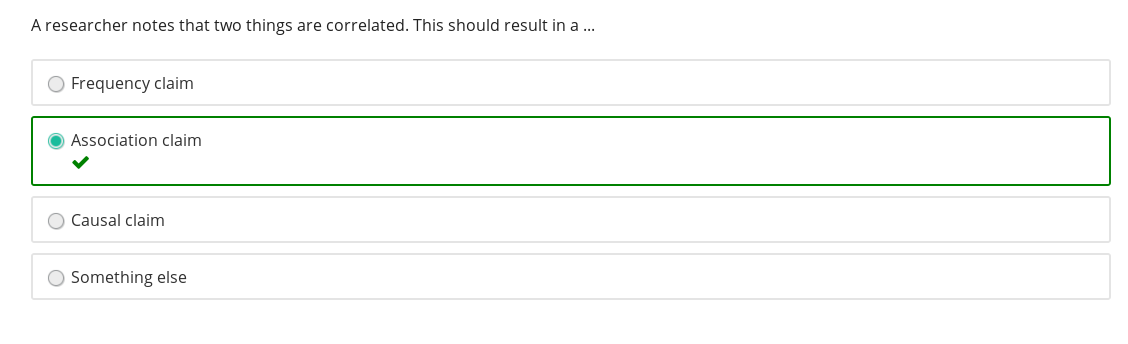 A researcher notes that two things are correlated. This should result in a ...
Frequency claim
Association claim
Causal claim
Something else